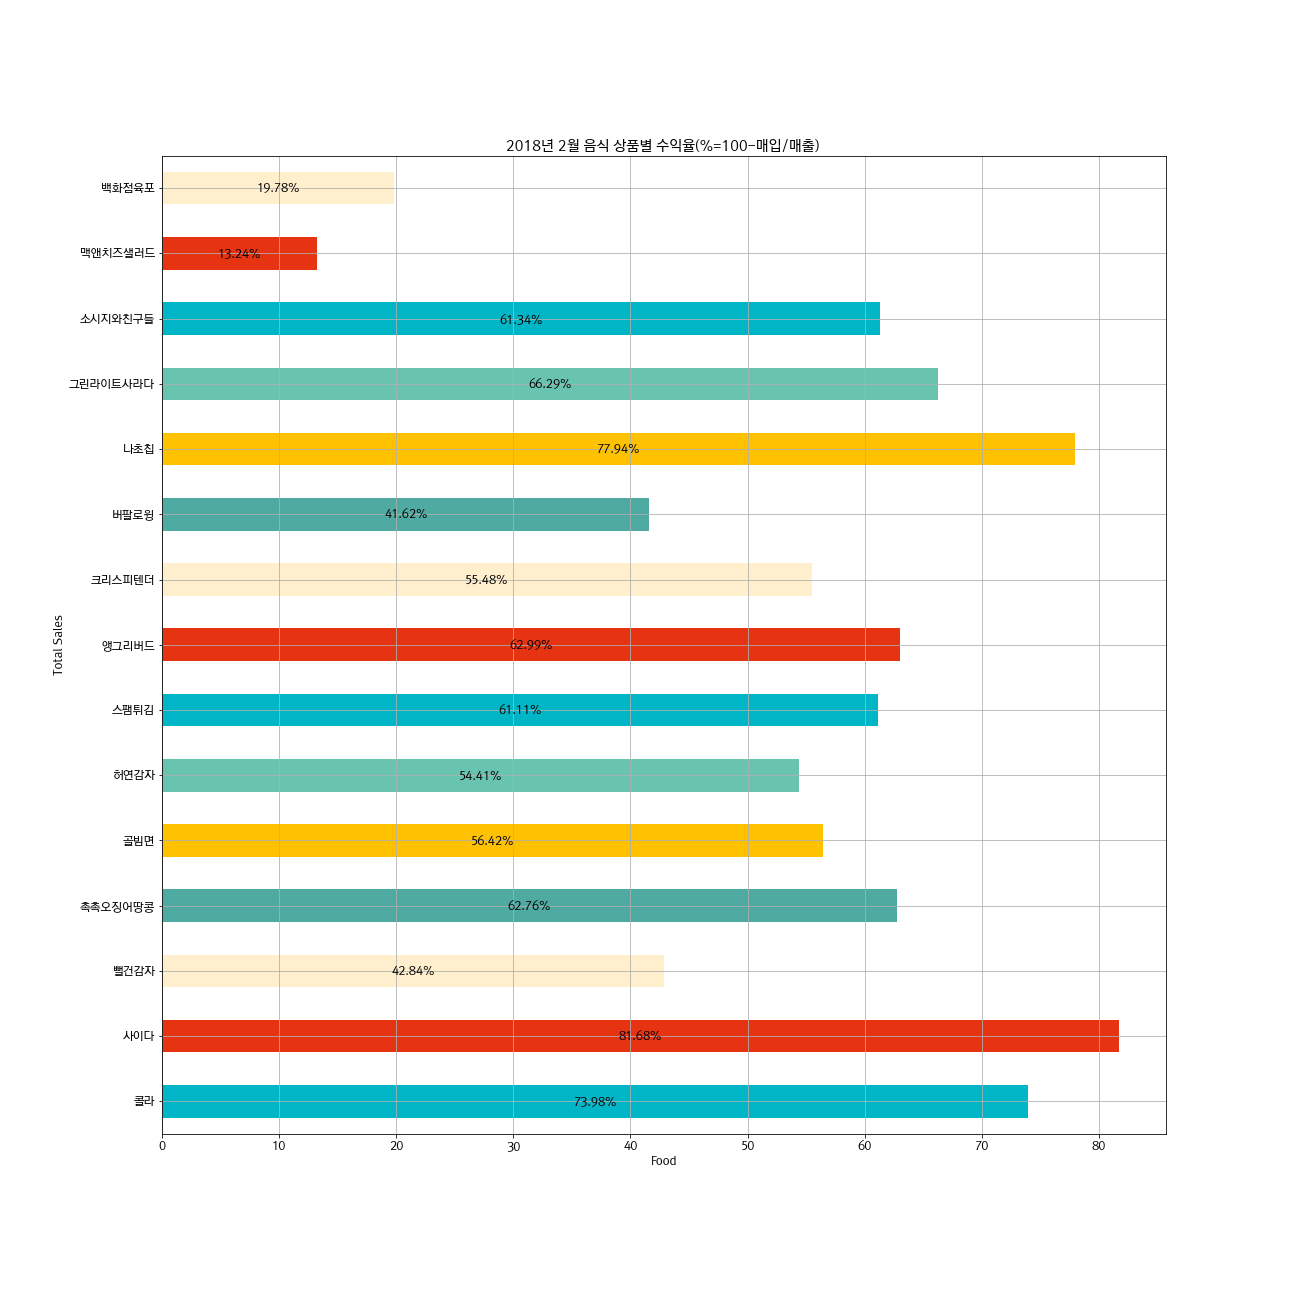 2018년 2월 음식 상품별 수익율(%=100-매입/매출)
백화점육포 19.78%
맥앤치즈샐러드 13.24%
소시지와친구들 61.34%
그린라이트사라다 66.29%
나초칩 77.94%
버팔로윙 41.62%
크리스피텐더 55.48%
앵그리버드 62.99%
스팸튀김 61.11%
허연감자 54.41%
골빔면 56.42%
촉촉오징어땅콩 62.76%
뻘건감자 42.84%
사이다 81.68%
콜라 73.98%
0 10 20 30 40 50 60 70 80
Food
Total Sales